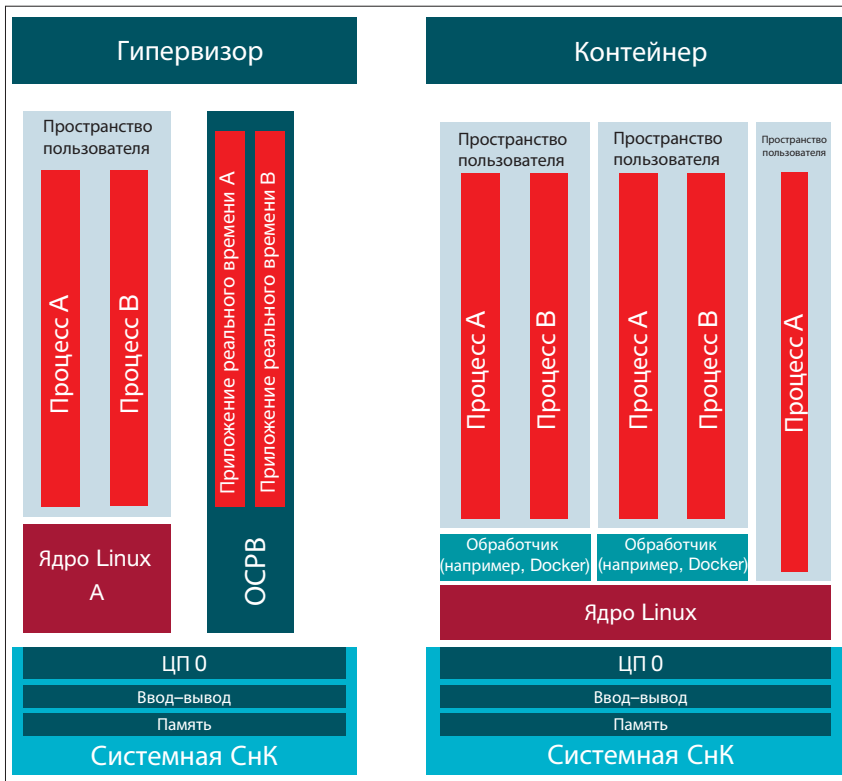 Гипервизор
Пространство
пользователя
Процесс A
Процесс B
Ядро Linux
A
Приложение реального времени A
Приложение реального времени B
ОСРВ
ЦП 0
Ввод–вывод
Память
Системная СнК
Контейнер
Пространство
пользователя
Процесс A
Процесс B
Обработчик
(например, Docker)
Пространство
пользователя
Процесс A
Процесс B
Обработчик
(например, Docker)
Пространство
пользователя
Процесс A
Ядро Linux
ЦП 0
Ввод–вывод
Память
Системная СнК